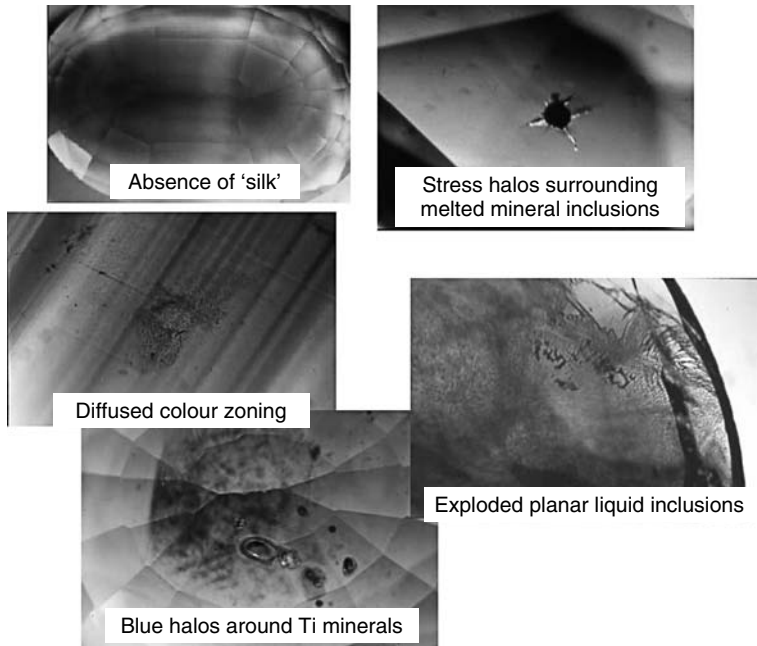 Absence of ‘silk’
Stress halos surrounding
melted mineral inclusions
Diffused colour zoning
Exploded planar liquid inclusions
Blue halos around Ti minerals